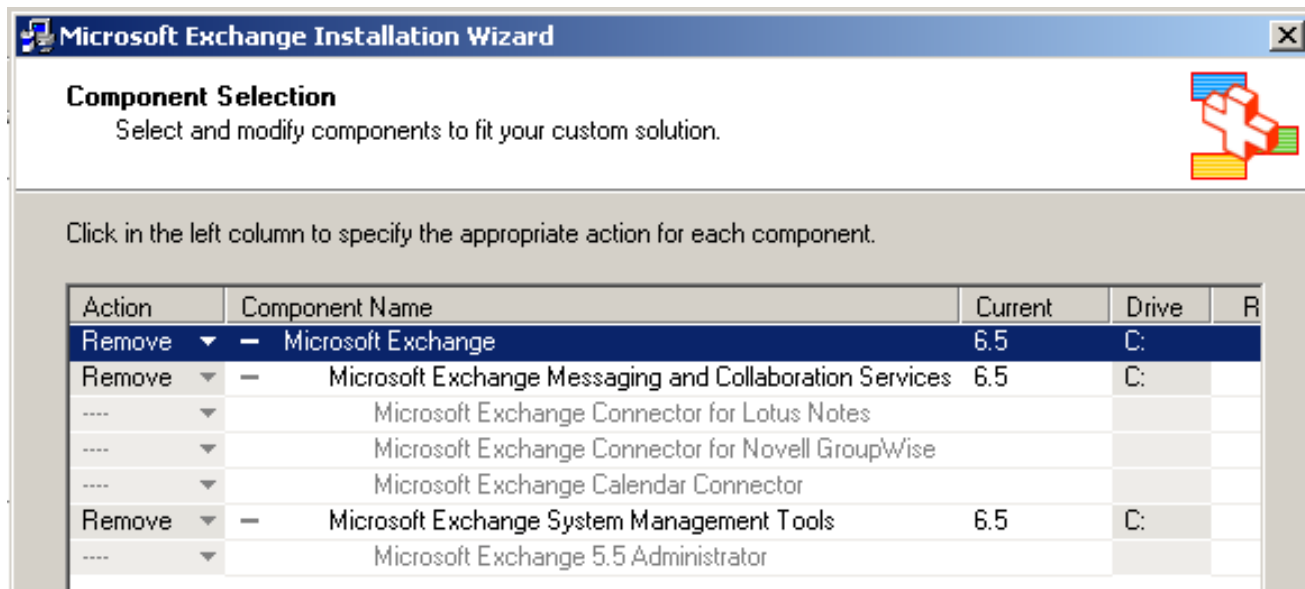 Microsoft Exchange Installation Wizard
Component Selection
Select and modify components to fit your custom solution.
Click in the left column to specify the appropriate action for each component.
Action Component Name Current Drive R
Remove Microsoft Exchange 6.5 C:
Remove Microsoft Exchange Messaging and Collaboration Services 6.5 C:
---- Microsoft Exchange Connector for Lotus Notes
---- Microsoft Exchange Connector for Novell GroupWise
---- Microsoft Exchange Calendar Connector
Remove Microsoft Exchange System Management Tools 6.5 C:
---- Microsoft Exchange 5.5 Administrator